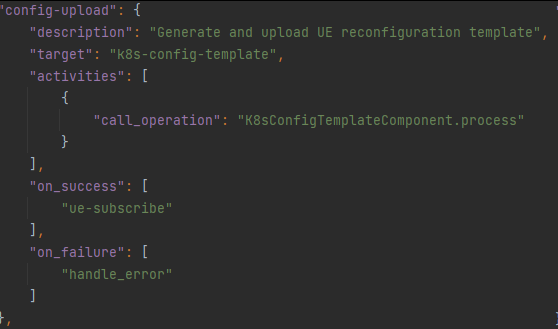 "config-upload": {
"description": "Generate and upload UE reconfiguration template",
"target": "k8s-config-template",
"activities": [
{
"call_operation": "K8sConfigTemplateComponent.process"
}
],
"on_success": [
"ue-subscribe"
],
"on_failure": [
"handle_error"
]
},